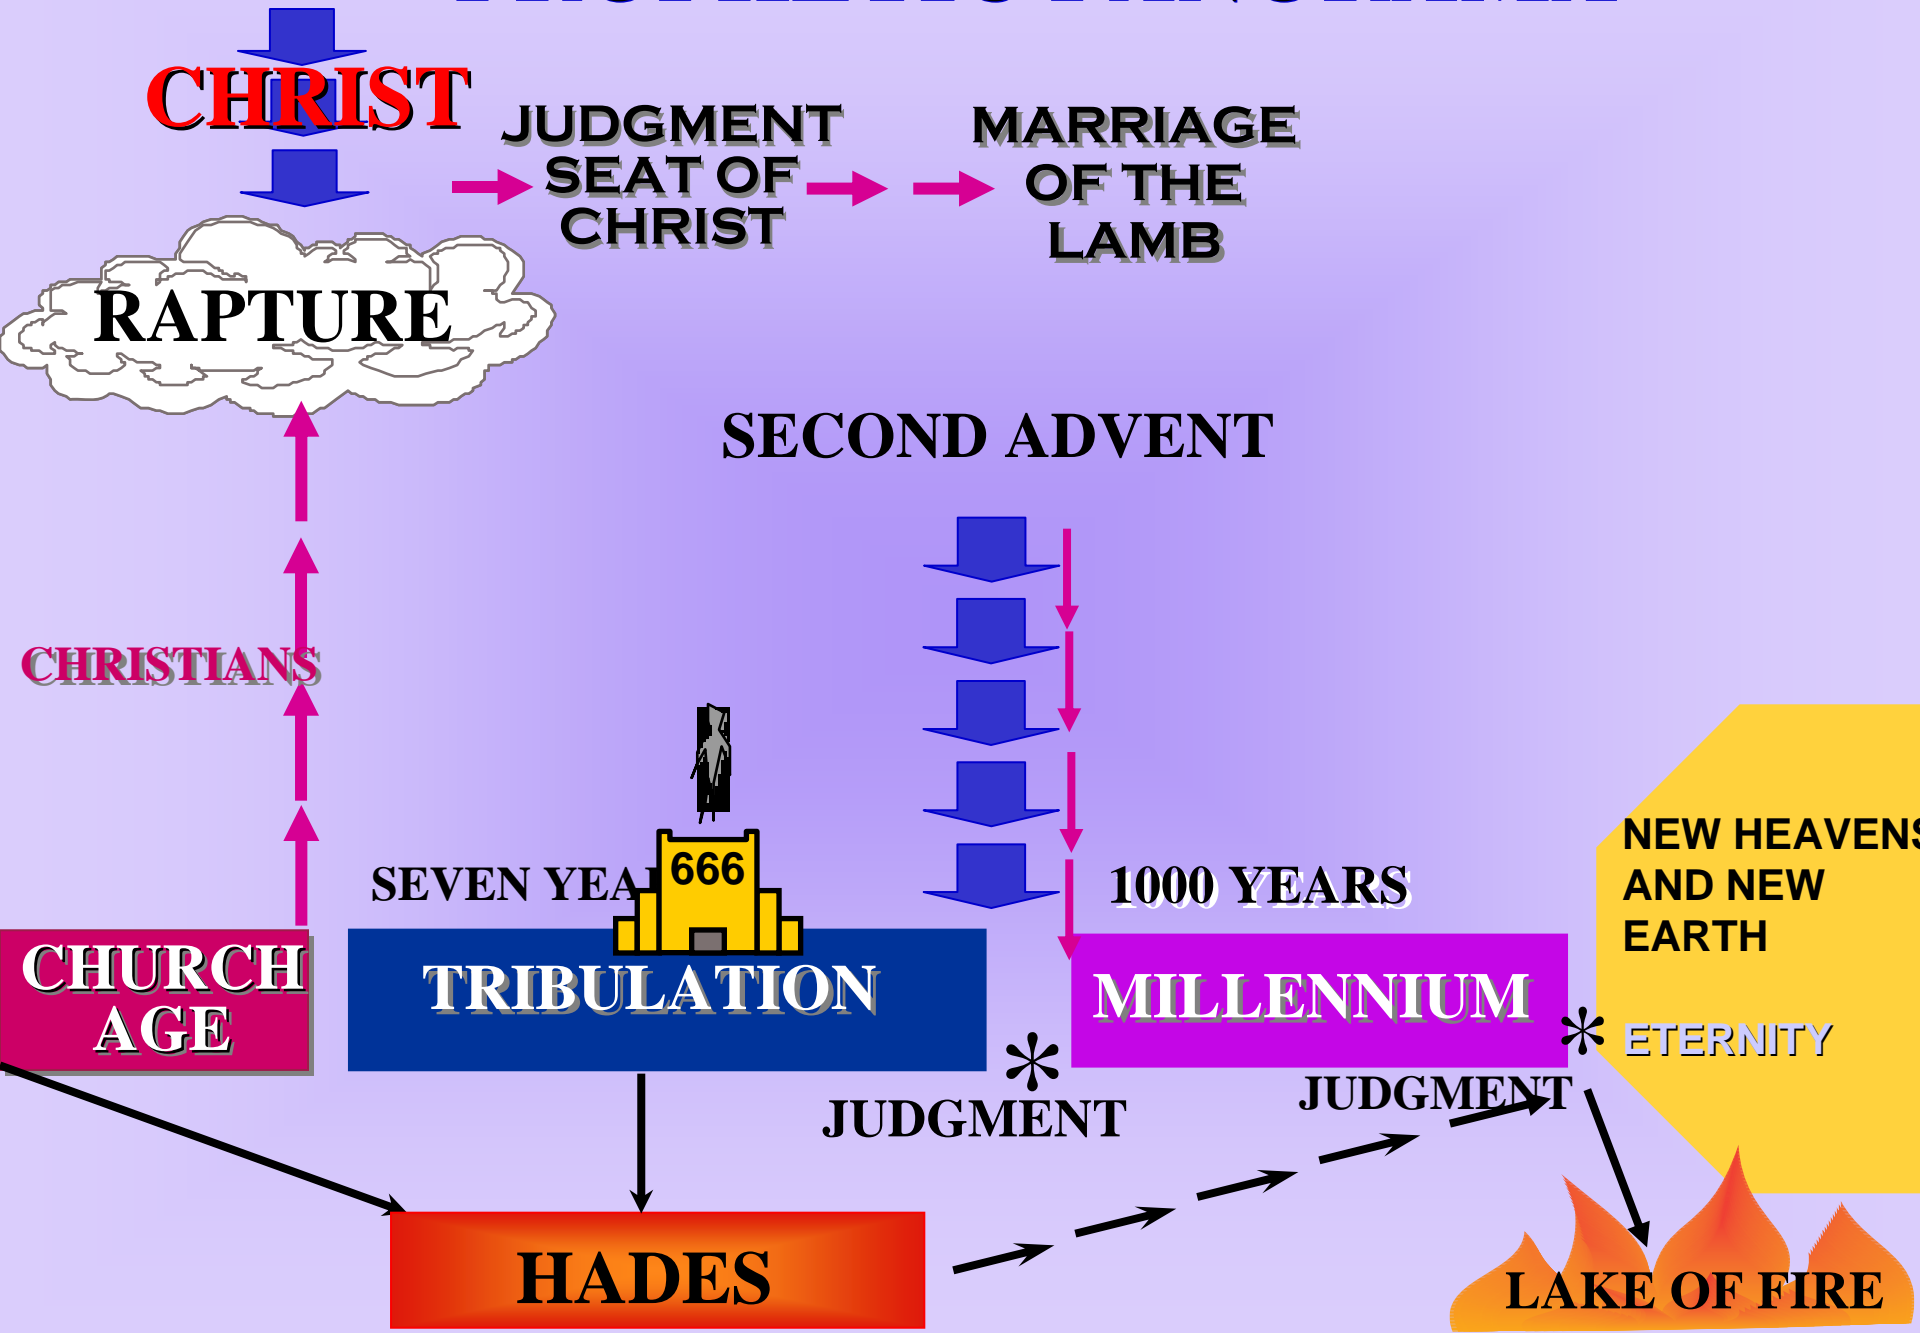 CHRIST
JUDGMENT
SEAT OF
CHRIST
MARRIAGE
OF THE
LAMB
RAPTURE
SECOND ADVENT
CHRISTIANS
SEVEN YEA
666
1000 YEARS
CHURCH
AGE
TRIBULATION
MILLENNIUM
NEW HEAVENS
AND NEW
EARTH
* ETERNITY
*
JUDGMENT
JUDGMENT
HADES
LAKE OF FIRE